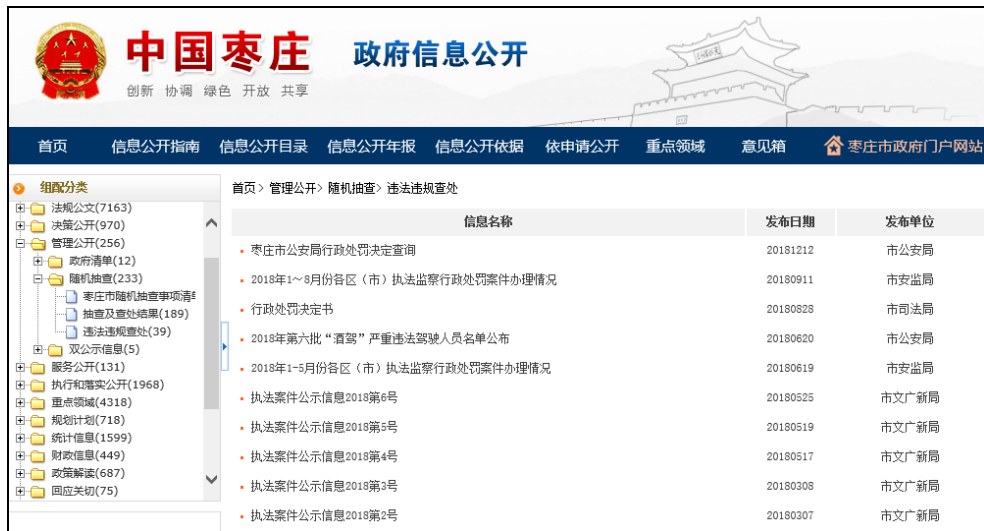 中国枣庄
政府信息公开
创新 协调 绿色 开放 共享
首页 信息公开指南 信息公开目录 信息公开年报 信息公开依据 依申请公开 重点领域 意见箱 枣庄市政府门户网站
组配分类
法规公文(7163)
决策公开(970)
管理公开(256)
政府清单(12)
随机抽查(233)
枣庄市随机抽查事项清单
抽查及查处结果(189)
违法违规查处(39)
双公示信息(5)
服务公开(131)
执行和落实公开(1968)
重点领域(4318)
规划计划(718)
统计信息(1599)
财政信息(449)
政策解读(687)
回应关切(75)
首页> 管理公开> 随机抽查> 违法违规查处
信息名称 发布日期 发布单位
枣庄市公安局行政处罚决定查询 20181212 市公安局
2018年1～8月份各区（市）执法监察行政处罚案件办理情况 20180911 市安监局
行政处罚决定书 20180828 市司法局
2018年第六批“酒驾”严重违法驾驶人员名单公布 20180620 市公安局
2018年1-5月份各区（市）执法监察行政处罚案件办理情况 20180619 市安监局
执法案件公示信息2018第6号 20180525 市文广新局
执法案件公示信息2018第5号 20180519 市文广新局
执法案件公示信息2018第4号 20180517 市文广新局
执法案件公示信息2018第3号 20180308 市文广新局
执法案件公示信息2018第2号 20180307 市文广新局